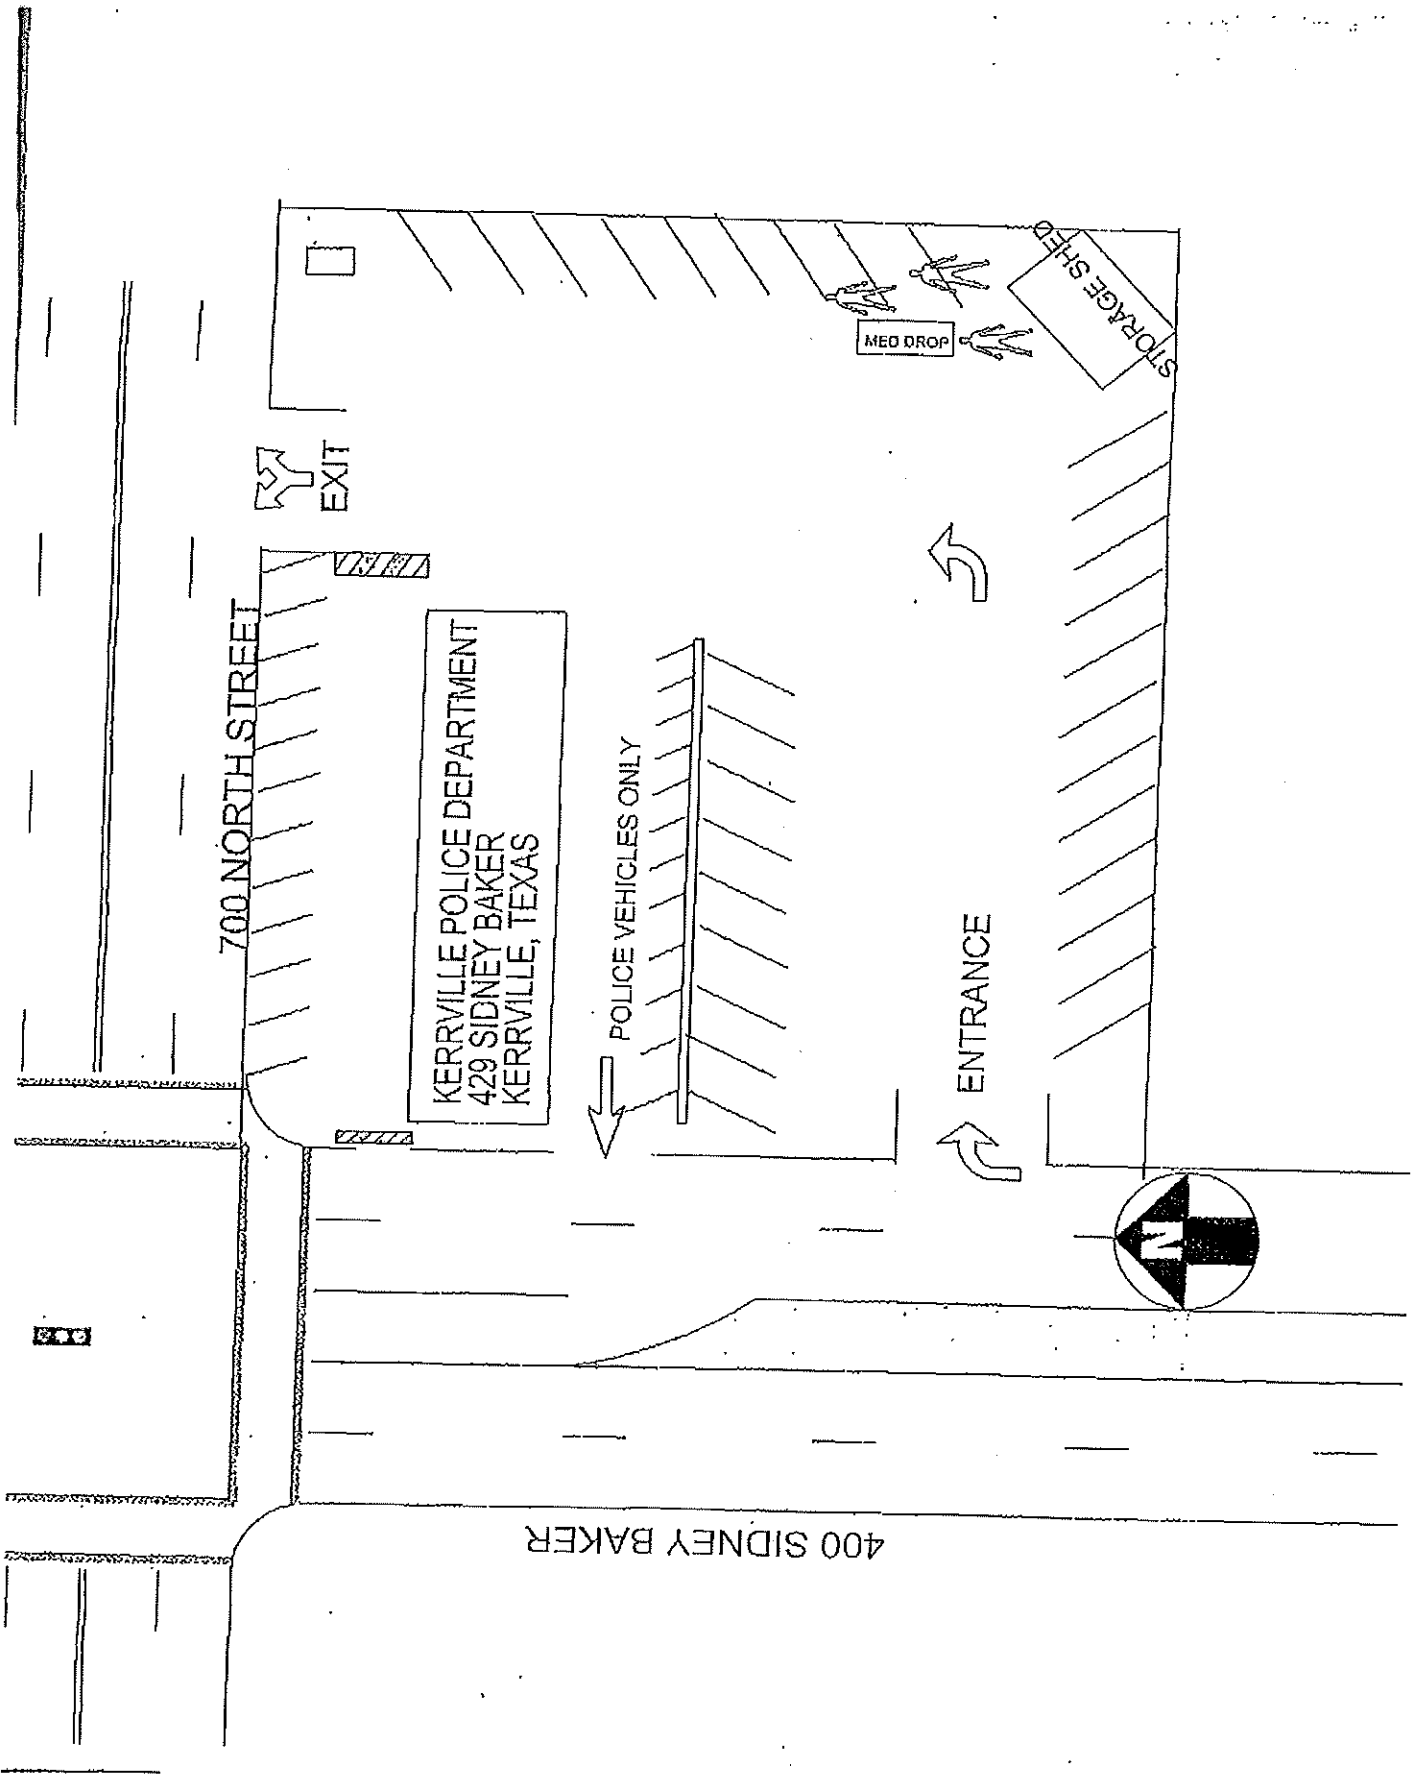 700 NORTH STREET
EXIT
KERRVILLE POLICE DEPARTMENT
429 SIDNEY BAKER
KERRVILLE, TEXAS
POLICE VEHICLES ONLY
MED DROP
STORAGE SHED
ENTRANCE
N
400 SIDNEY BAKER